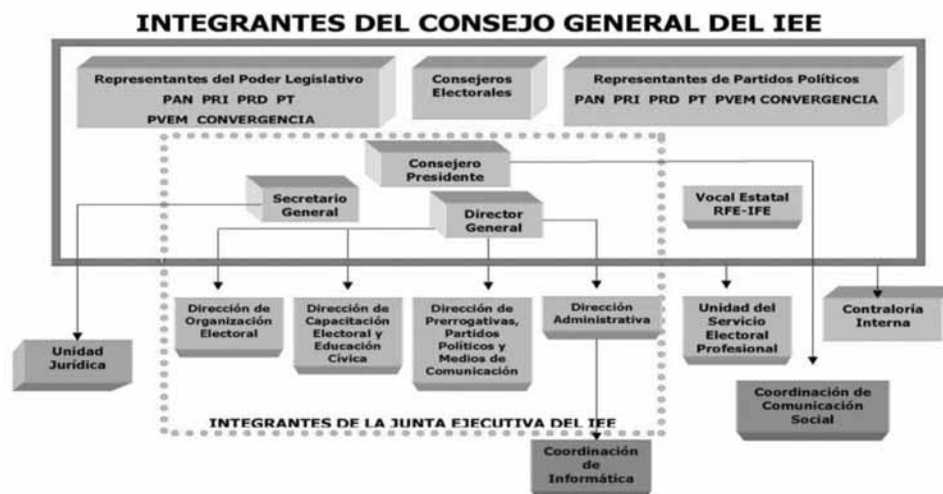 INTEGRANTES DEL CONSEJO GENERAL DEL IEE
Representantes del Poder Legislativo
PAN PRI PRD PT
PVEM CONVERGENCIA
Consejeros
Electorales
Representantes de Partidos Políticos
PAN PRI PRD PT PVEM CONVERGENCIA
Consejero
Presidente
Secretario
General
Director
General
Vocal Estatal
RFE-IFE
Dirección de
Organización
Electoral
Dirección de
Capacitación
Electoral y
Educación
Cívica
Dirección de
Prerrogativas,
Partidos
Políticos y
Medios de
Comunicación
Dirección
Administrativa
Unidad del
Servicio
Electoral
Profesional
Contraloría
Interna
Unidad
Jurídica
Coordinación de
Comunicación
Social
INTEGRANTES DE LA JUNTA EJECUTIVA DEL IEE
Coordinación
de
Informática